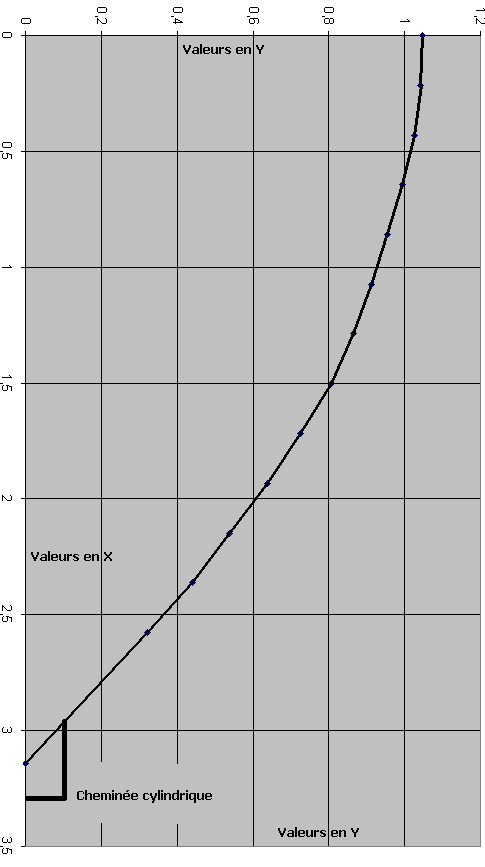 0 0,2 0,4 0,6 0,8 1 1,2
0
Valeurs en Y
0,5
1
1,5
2
Valeurs en X
2,5
3
Cheminée cylindrique
Valeurs en Y
3,5